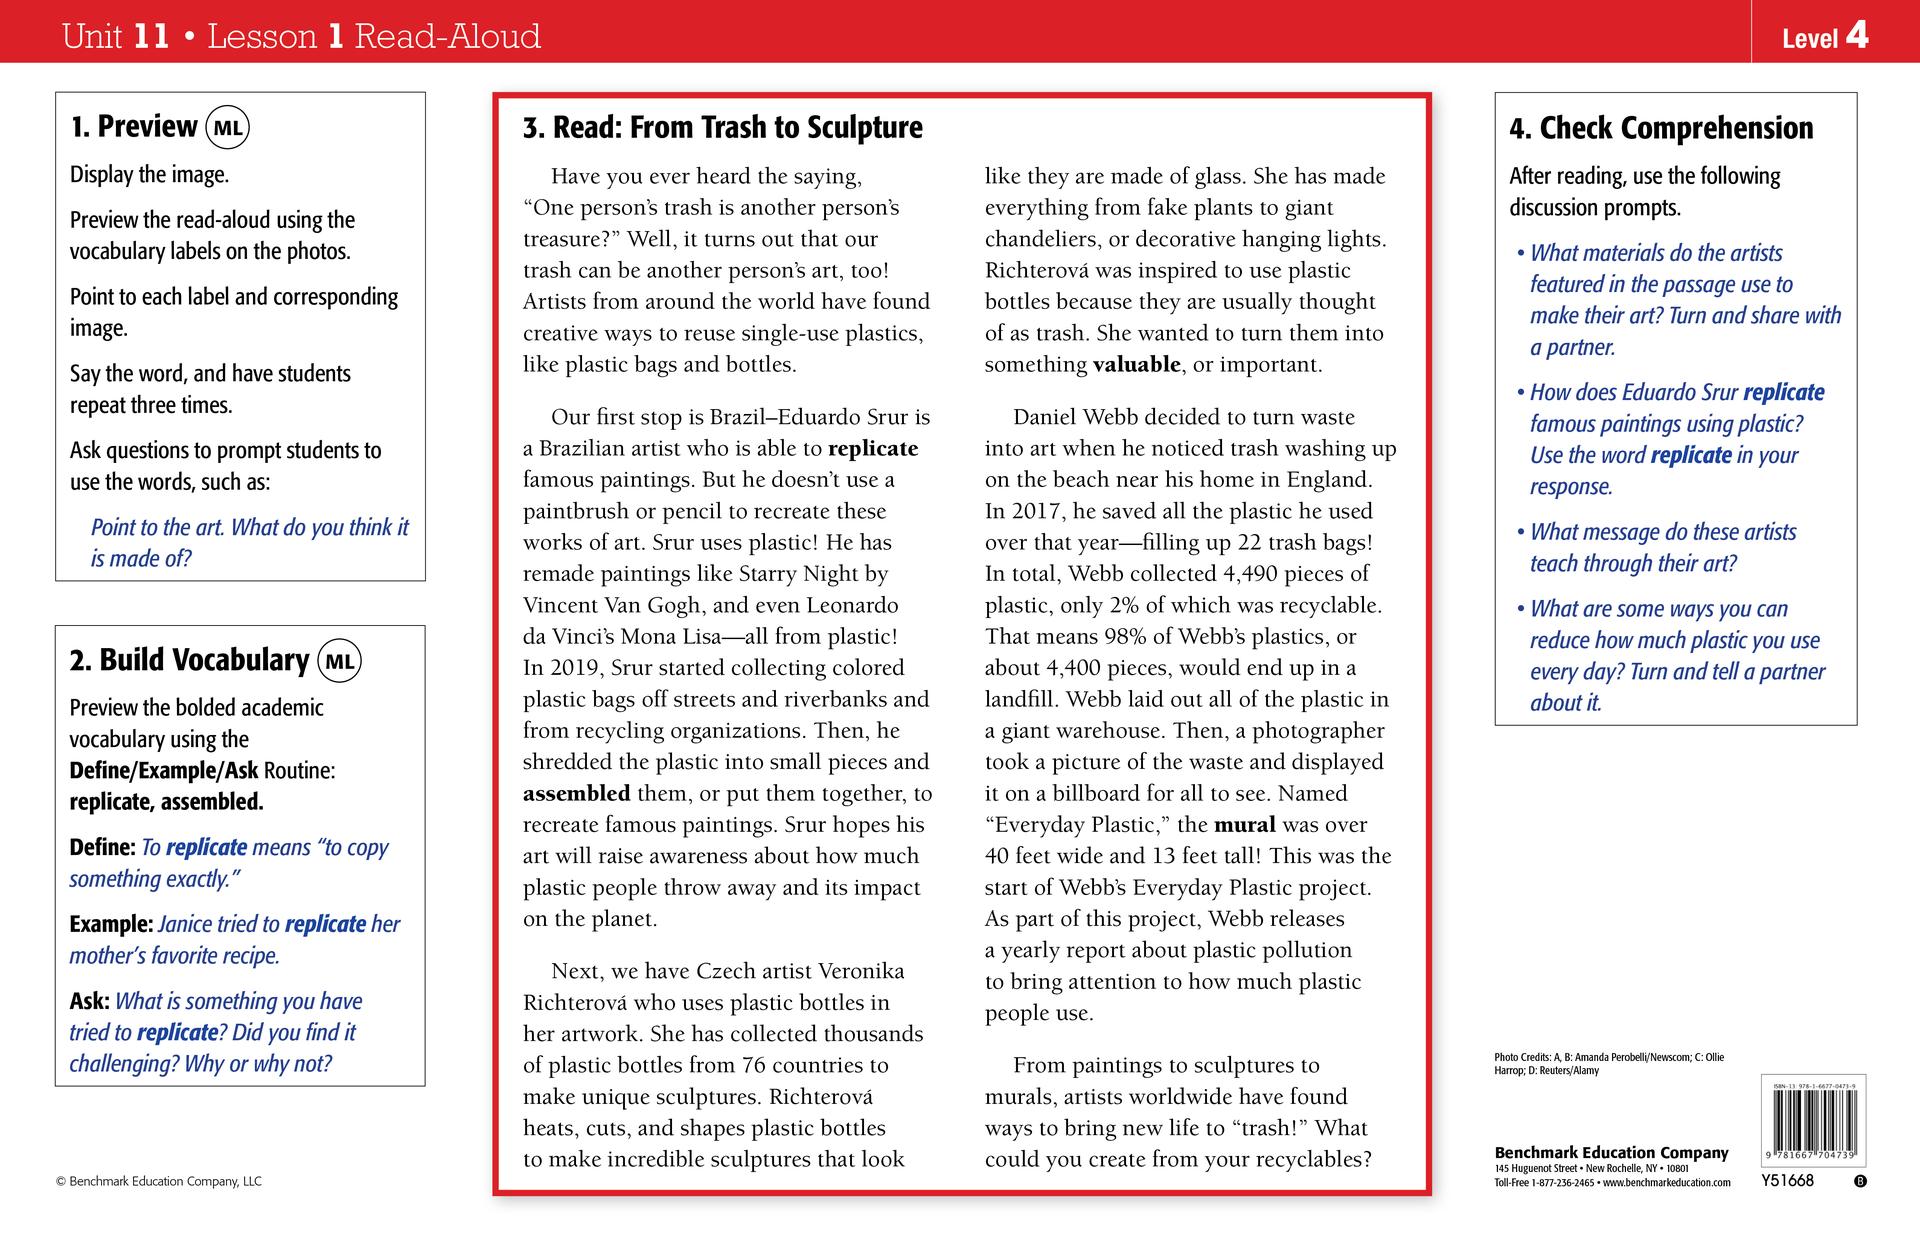 Unit 11 • Lesson 1 Read-Aloud
Level 4
1. Preview ML
Display the image.
Preview the read-aloud using the
vocabulary labels on the photos.
Point to each label and corresponding
image.
Say the word, and have students
repeat three times.
Ask questions to prompt students to
use the words, such as:
Point to the art. What do you think it
is made of?
2. Build Vocabulary ML
Preview the bolded academic
vocabulary using the
Define/Example/Ask Routine:
replicate, assembled.
Define: To replicate means “to copy
something exactly.”
Example: Janice tried to replicate her
mother’s favorite recipe.
Ask: What is something you have
tried to replicate? Did you find it
challenging? Why or why not?
© Benchmark Education Company, LLC
3. Read: From Trash to Sculpture
Have you ever heard the saying,
“One person’s trash is another person’s
treasure?” Well, it turns out that our
trash can be another person’s art, too!
Artists from around the world have found
creative ways to reuse single-use plastics,
like plastic bags and bottles.
Our first stop is Brazil–Eduardo Srur is
a Brazilian artist who is able to replicate
famous paintings. But he doesn’t use a
paintbrush or pencil to recreate these
works of art. Srur uses plastic! He has
remade paintings like Starry Night by
Vincent Van Gogh, and even Leonardo
da Vinci’s Mona Lisa—all from plastic!
In 2019, Srur started collecting colored
plastic bags off streets and riverbanks and
from recycling organizations. Then, he
shredded the plastic into small pieces and
assembled them, or put them together, to
recreate famous paintings. Srur hopes his
art will raise awareness about how much
plastic people throw away and its impact
on the planet.
Next, we have Czech artist Veronika
Richterová who uses plastic bottles in
her artwork. She has collected thousands
of plastic bottles from 76 countries to
make unique sculptures. Richterová
heats, cuts, and shapes plastic bottles
to make incredible sculptures that look
like they are made of glass. She has made
everything from fake plants to giant
chandeliers, or decorative hanging lights.
Richterová was inspired to use plastic
bottles because they are usually thought
of as trash. She wanted to turn them into
something valuable, or important.
Daniel Webb decided to turn waste
into art when he noticed trash washing up
on the beach near his home in England.
In 2017, he saved all the plastic he used
over that year—filling up 22 trash bags!
In total, Webb collected 4,490 pieces of
plastic, only 2% of which was recyclable.
That means 98% of Webb’s plastics, or
about 4,400 pieces, would end up in a
landfill. Webb laid out all of the plastic in
a giant warehouse. Then, a photographer
took a picture of the waste and displayed
it on a billboard for all to see. Named
“Everyday Plastic,” the mural was over
40 feet wide and 13 feet tall! This was the
start of Webb’s Everyday Plastic project.
As part of this project, Webb releases
a yearly report about plastic pollution
to bring attention to how much plastic
people use.
From paintings to sculptures to
murals, artists worldwide have found
ways to bring new life to “trash!” What
could you create from your recyclables?
4. Check Comprehension
After reading, use the following
discussion prompts.
• What materials do the artists
featured in the passage use to
make their art? Turn and share with
a partner.
• How does Eduardo Srur replicate
famous paintings using plastic?
Use the word replicate in your
response.
• What message do these artists
teach through their art?
• What are some ways you can
reduce how much plastic you use
every day? Turn and tell a partner
about it.
Photo Credits: A, B: Amanda Perobelli/Newscom; C: Ollie
Harrop; D: Reuters/Alamy
Benchmark Education Company
145 Huguenot Street • New Rochelle, NY • 10801
Toll-Free 1-877-236-2465 • www.benchmarkeducation.com
ISBN-13 978-1-6677-0473-9
9 781667 704739
Y51668
B